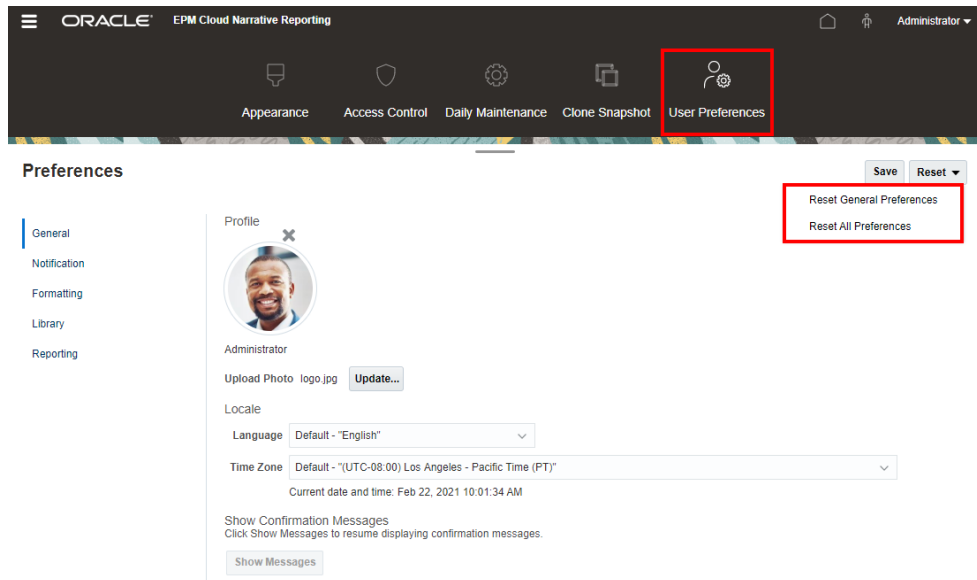 ORACLE® EPM Cloud Narrative Reporting Administrator
Appearance Access Control Daily Maintenance Clone Snapshot User Preferences
Preferences Save Reset
Reset General Preferences
Reset All Preferences
General
Notification
Formatting
Library
Reporting
Profile
Administrator
Upload Photo logo.jpg Update...
Locale
Language Default - "English"
Time Zone Default - "(UTC-08:00) Los Angeles - Pacific Time (PT)"
Current date and time: Feb 22, 2021 10:01:34 AM
Show Confirmation Messages
Click Show Messages to resume displaying confirmation messages.
Show Messages